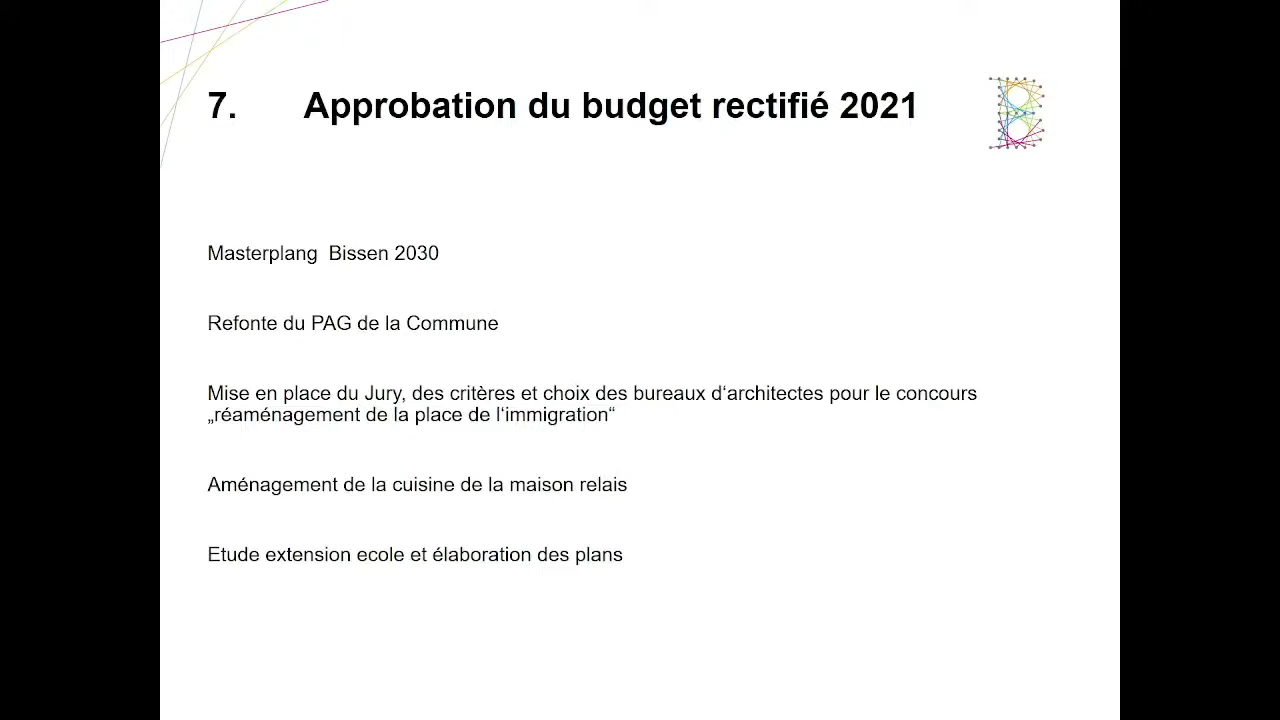 7. Approbation du budget rectifié 2021
Masterplang Bissen 2030
Refonte du PAG de la Commune
Mise en place du Jury, des critères et choix des bureaux d‘architectes pour le concours
„réaménagement de la place de l‘immigration“
Aménagement de la cuisine de la maison relais
Etude extension ecole et élaboration des plans